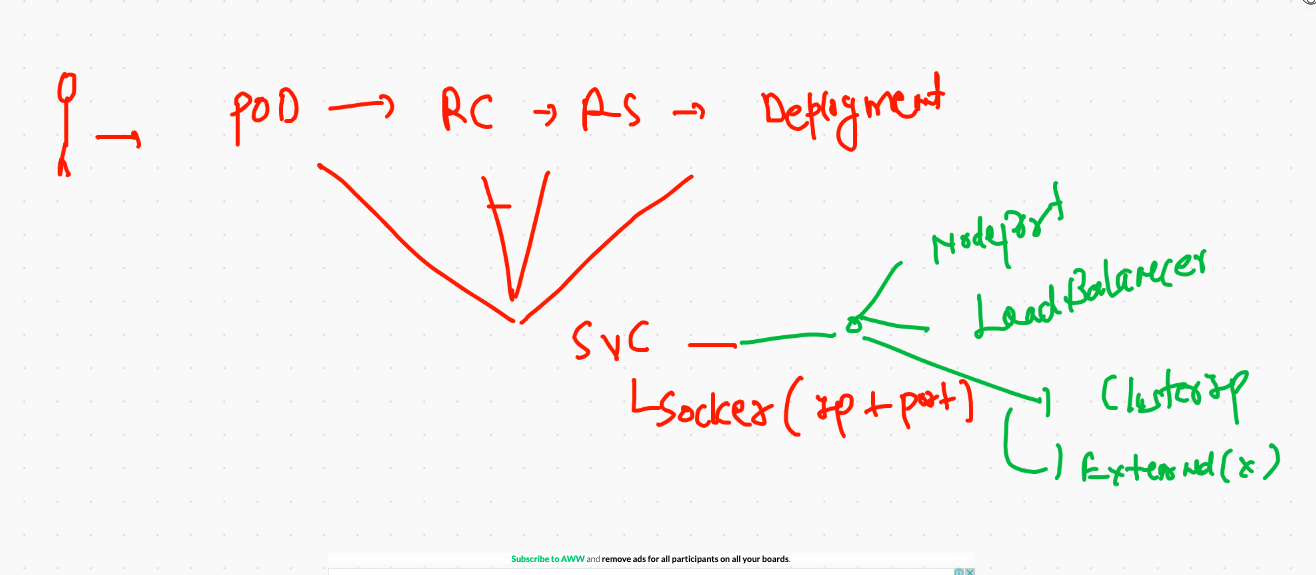 POD → RC → AS → Deployment
Nodeport
LoadBalancer
SVC
ClusterIp
Socket (Ip + port)
External (x)
Subscribe to AWW and remove ads for all participants on all your boards.